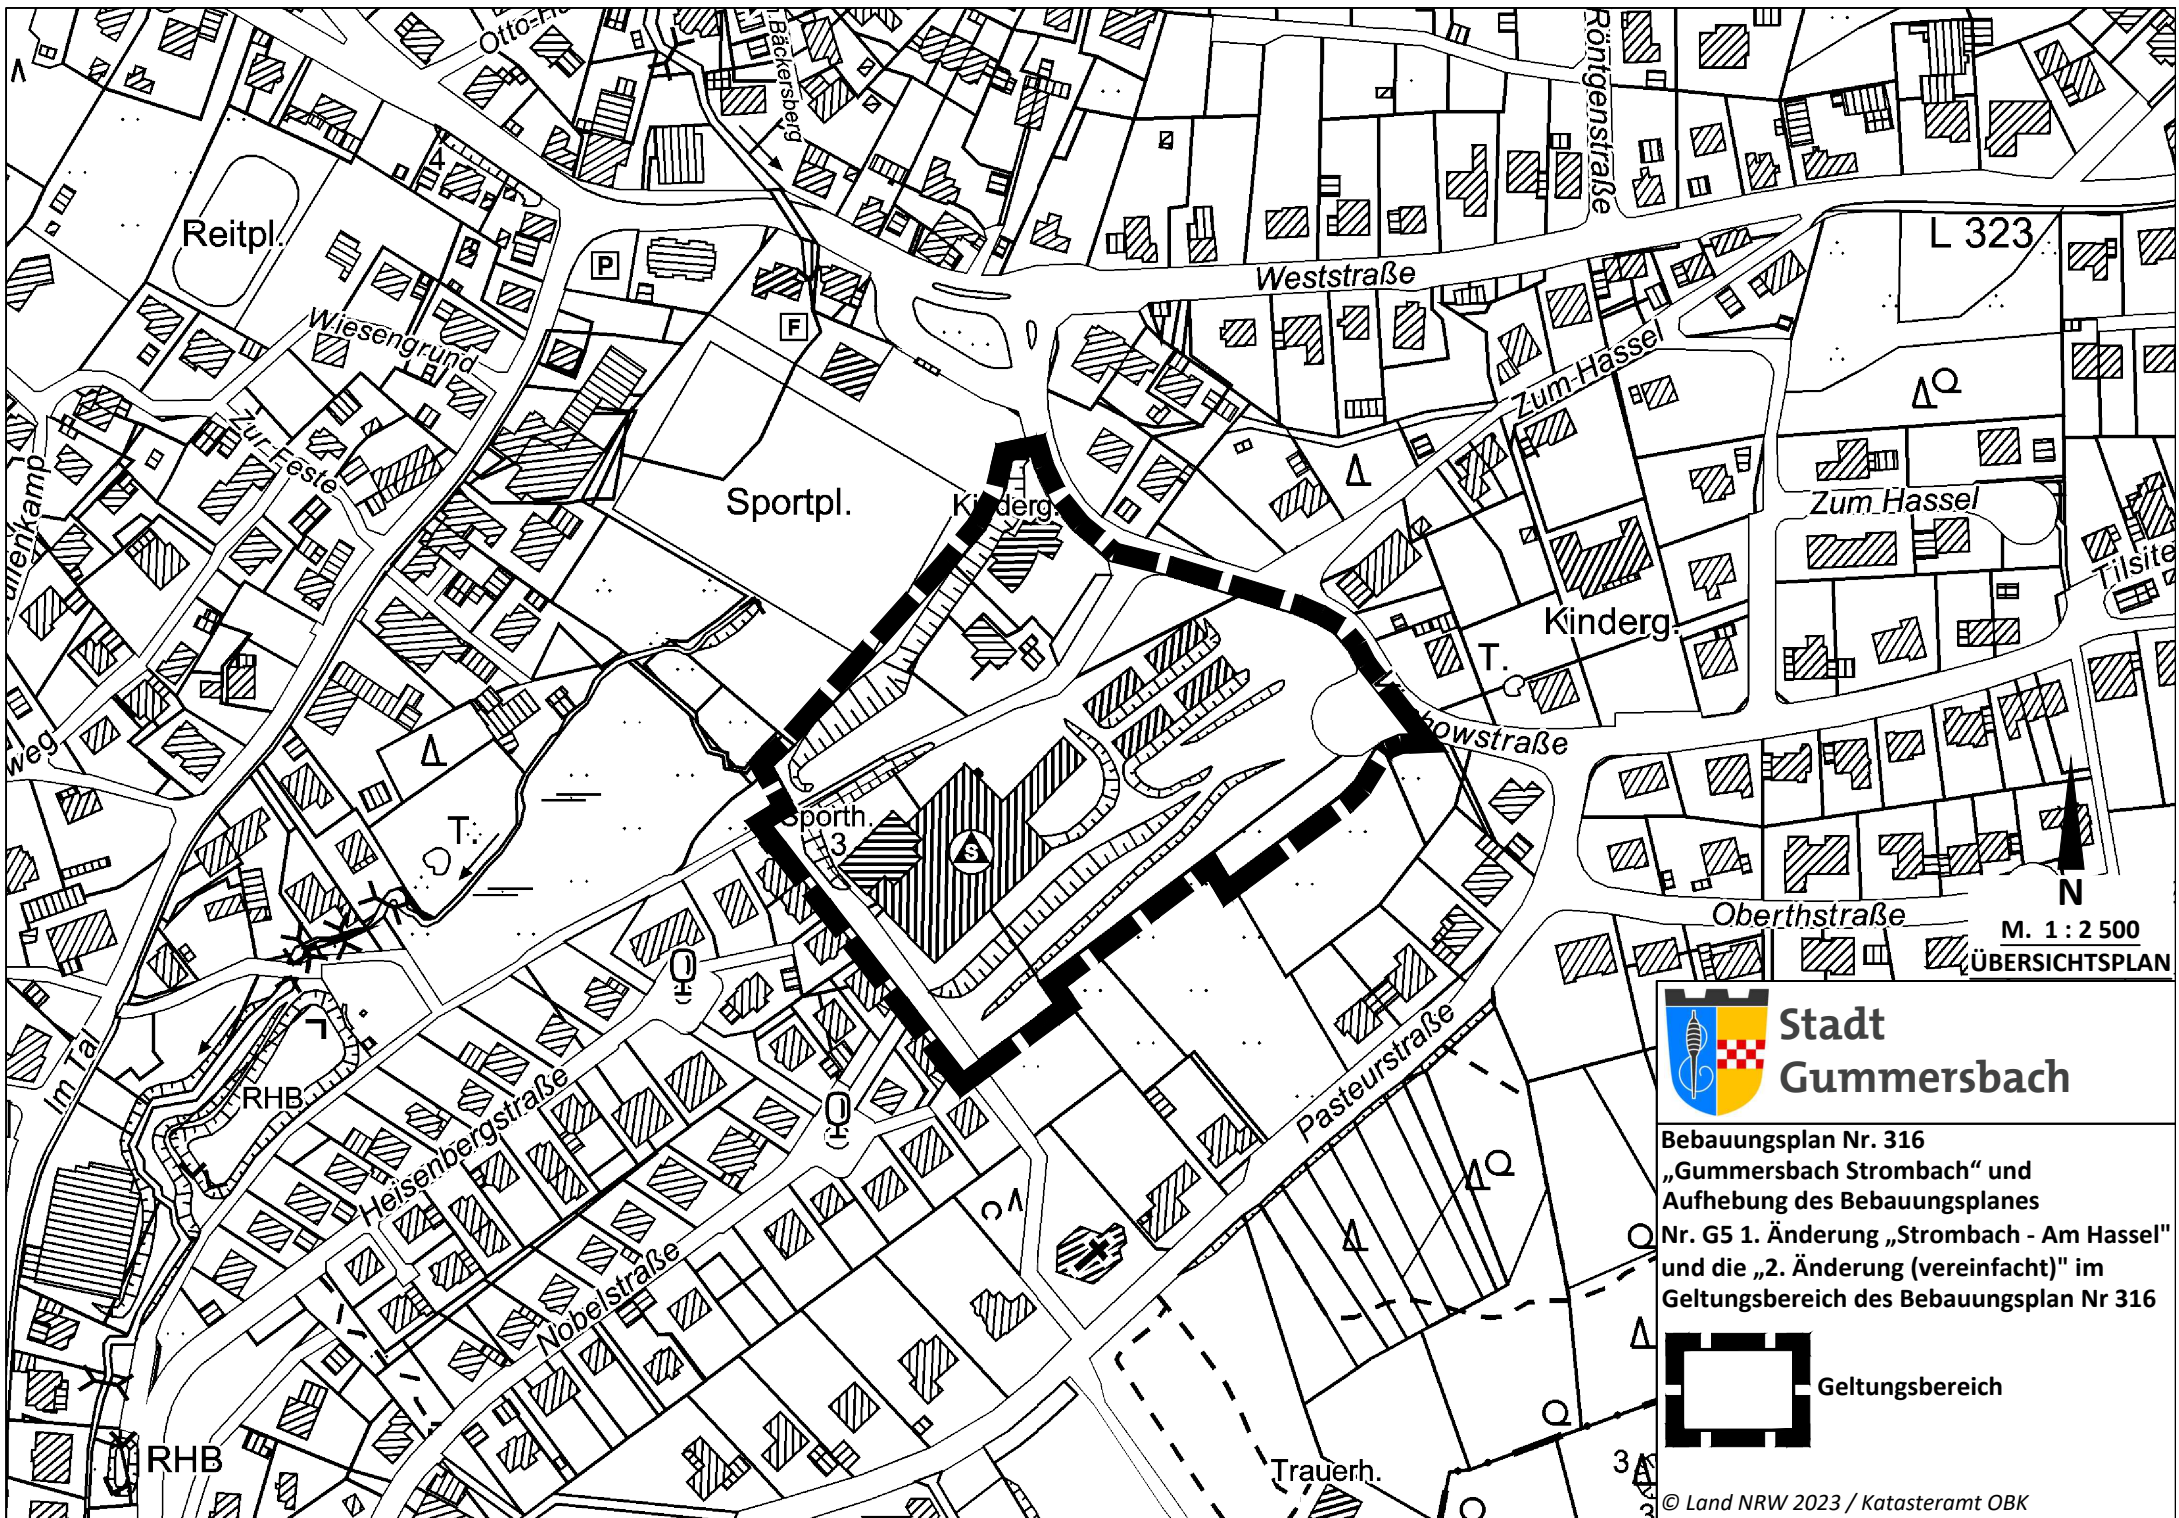 Bäckersberg
Röntgenstraße
4
Reitpl.
L 323
P
Weststraße
F
Wiesengrund
Zum Hassel
Zur Feste
Sportpl.
Kinderg.
Zum Hassel
Kinderg.
T.
owstraße
weg
T.
Sporth.
3
S
Oberthstraße
N
M. 1 : 2 500
ÜBERSICHTSPLAN
Im Tal
RHB
Heisenbergstraße
Pasteurstraße
Nobelstraße
RHB
Trauerh.
3
Stadt
Gummersbach
Bebauungsplan Nr. 316
„Gummersbach Strombach“ und
Aufhebung des Bebauungsplanes
Nr. G5 1. Änderung „Strombach - Am Hassel"
und die „2. Änderung (vereinfacht)" im
Geltungsbereich des Bebauungsplan Nr 316
Geltungsbereich
© Land NRW 2023 / Katasteramt OBK